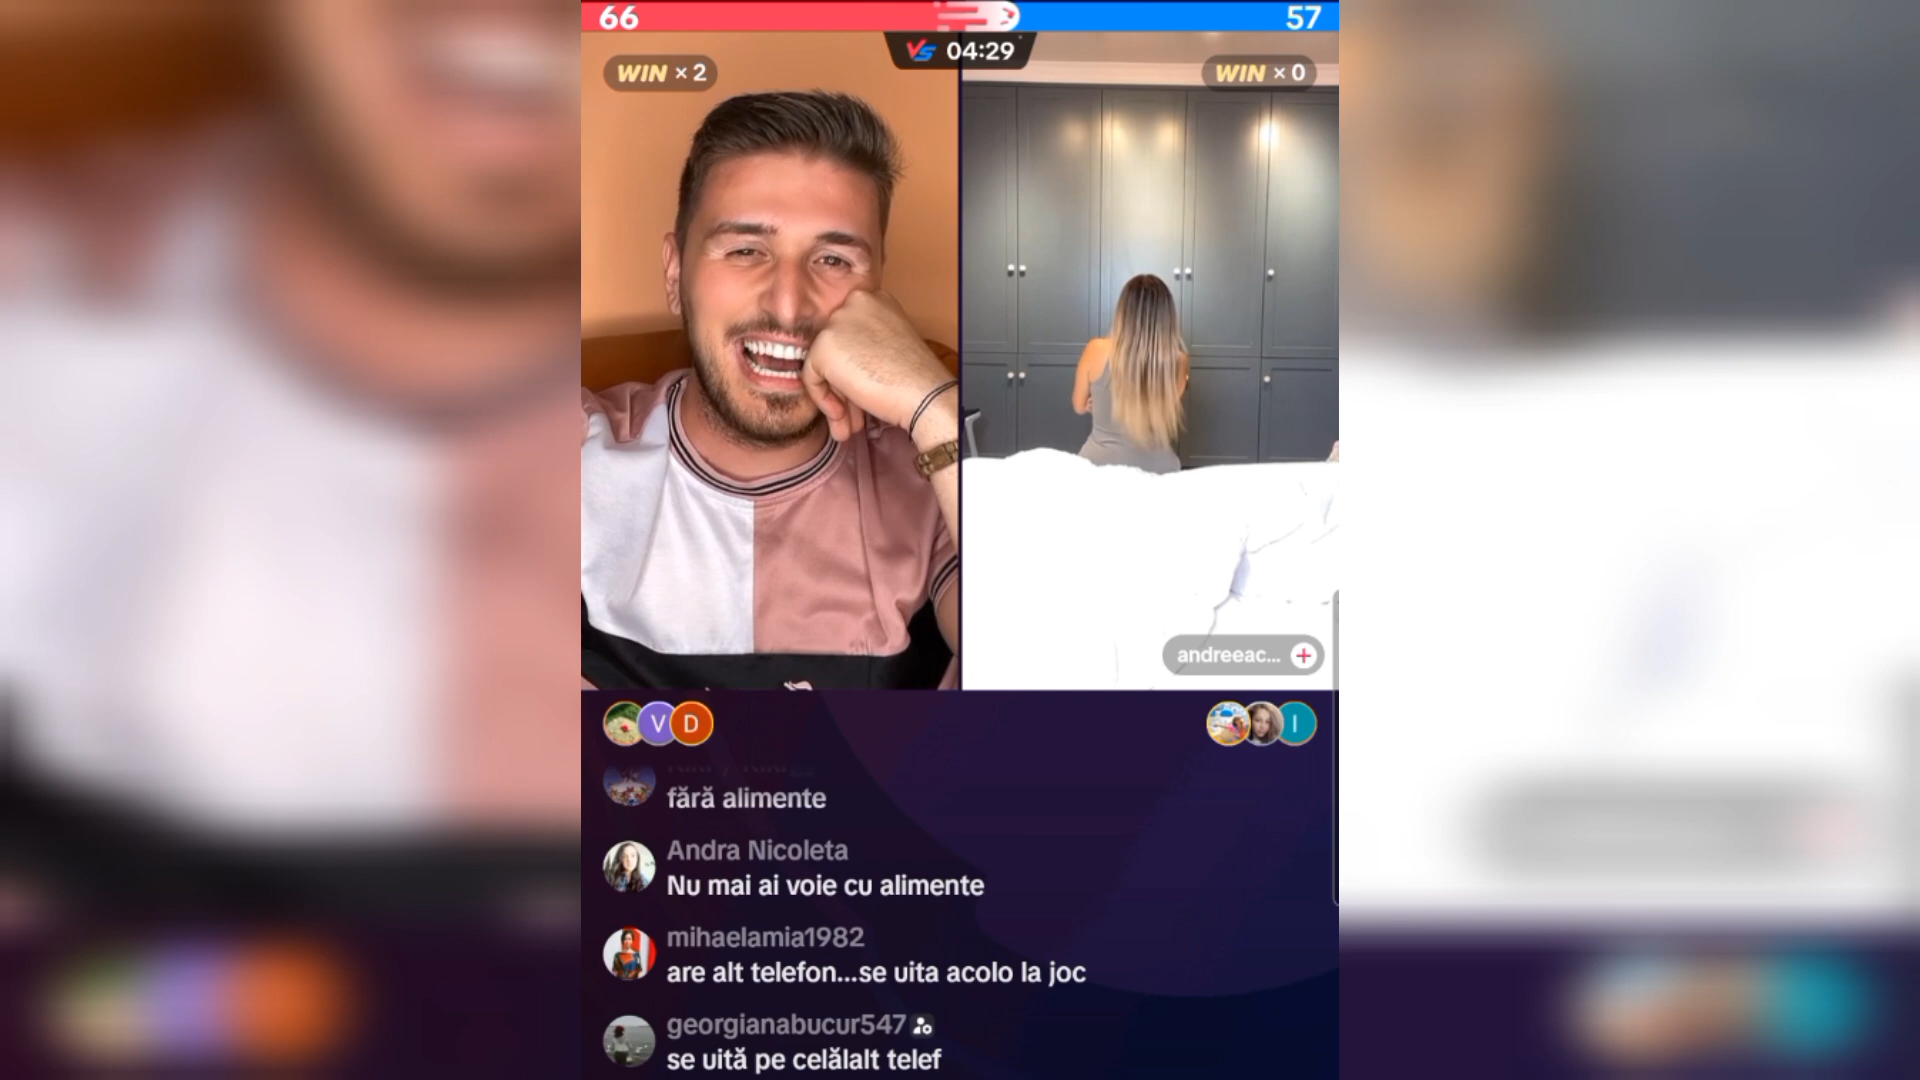 66
57
VS 04:29
WIN × 2
WIN × 0
andreeac...
V
D
I
fără alimente
Andra Nicoleta
Nu mai ai voie cu alimente
mihaelamia1982
are alt telefon...se uita acolo la joc
georgianabucur547
se uită pe celălalt telef